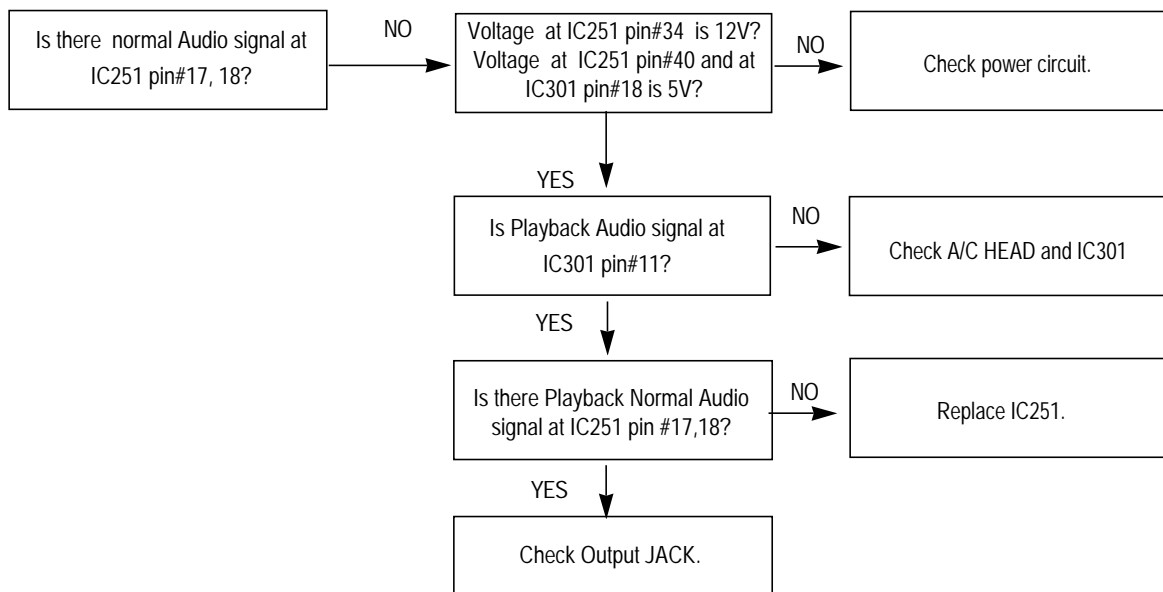 Is there normal Audio signal at
IC251 pin#17, 18?
NO
Voltage at IC251 pin#34 is 12V?
Voltage at IC251 pin#40 and at
IC301 pin#18 is 5V?
NO
Check power circuit.
YES
Is Playback Audio signal at
IC301 pin#11?
NO
Check A/C HEAD and IC301
YES
Is there Playback Normal Audio
signal at IC251 pin #17,18?
NO
Replace IC251.
YES
Check Output JACK.